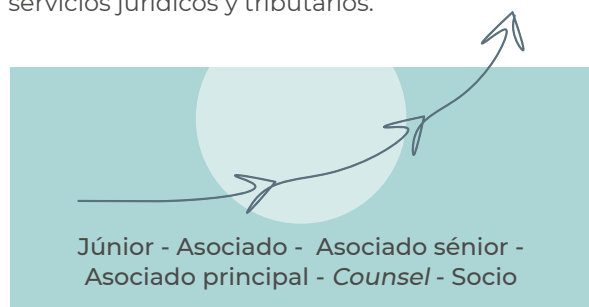 servicios jurídicos y tributarios.
Júnior - Asociado - Asociado sénior -
Asociado principal - Counsel - Socio